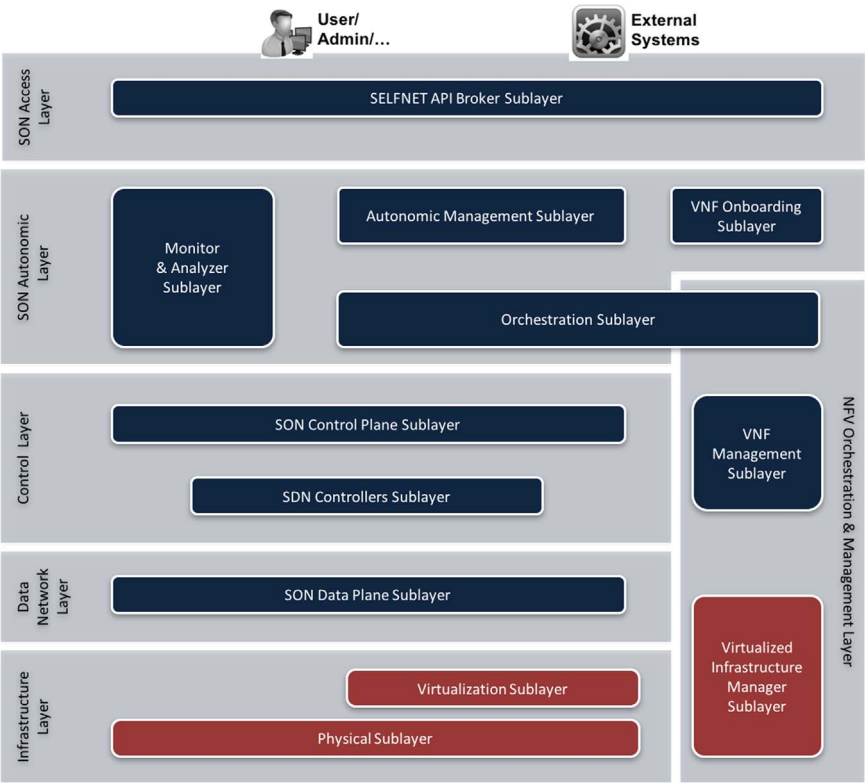 User/
Admin/...
External
Systems
SON Access
Layer
SELFNET API Broker Sublayer
SON Autonomic
Layer
Monitor
& Analyzer
Sublayer
Autonomic Management Sublayer
VNF Onboarding
Sublayer
Orchestration Sublayer
Control Layer
SON Control Plane Sublayer
SDN Controllers Sublayer
VNF
Management
Sublayer
NFV Orchestration & Management Layer
Data
Network
Layer
SON Data Plane Sublayer
Infrastructure
Layer
Virtualization Sublayer
Physical Sublayer
Virtualized
Infrastructure
Manager
Sublayer